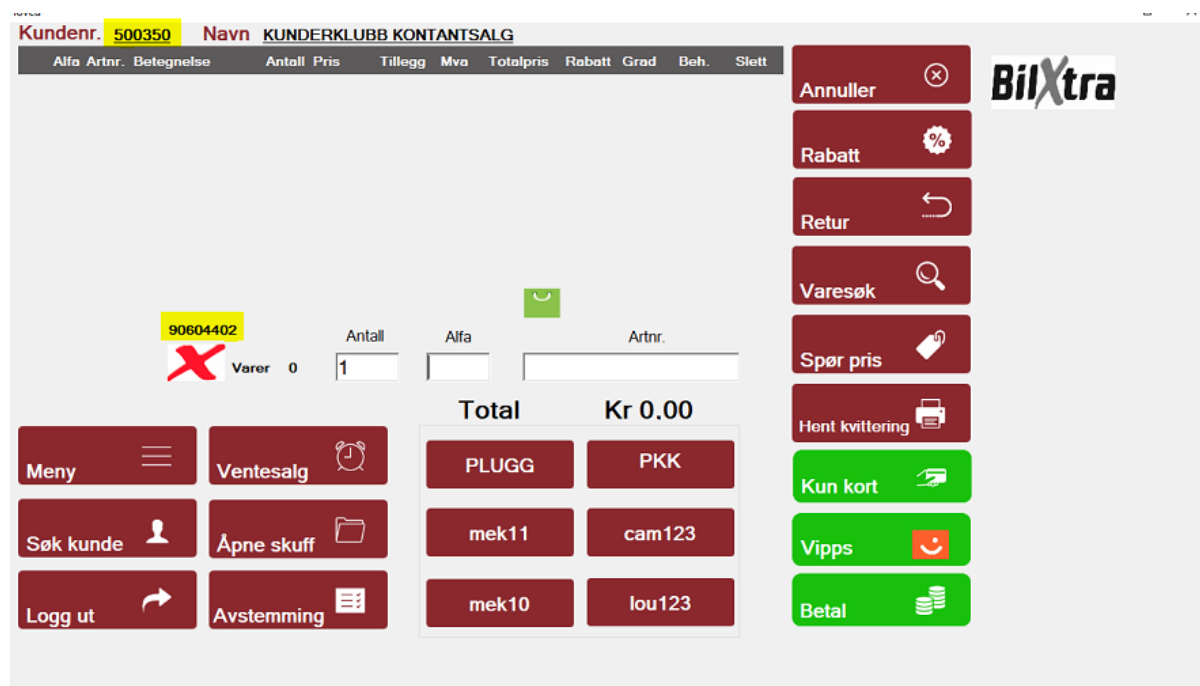 Kundenr. 500350 Navn KUNDERKLUBB KONTANTSALG
Alfa Artnr. Betegnelse Antall Pris Tillegg Mva Totalpris Rabatt Grad Beh. Slett
Annuller
BilXtra
Rabatt
Retur
Varesøk
90604402
Antall Alfa Artnr.
Varer 0 1
Spør pris
Total Kr 0.00
Hent kvittering
Meny Ventesalg PLUGG PKK
Kun kort
Søk kunde Åpne skuff mek11 cam123
Vipps
Logg ut Avstemming mek10 lou123
Betal